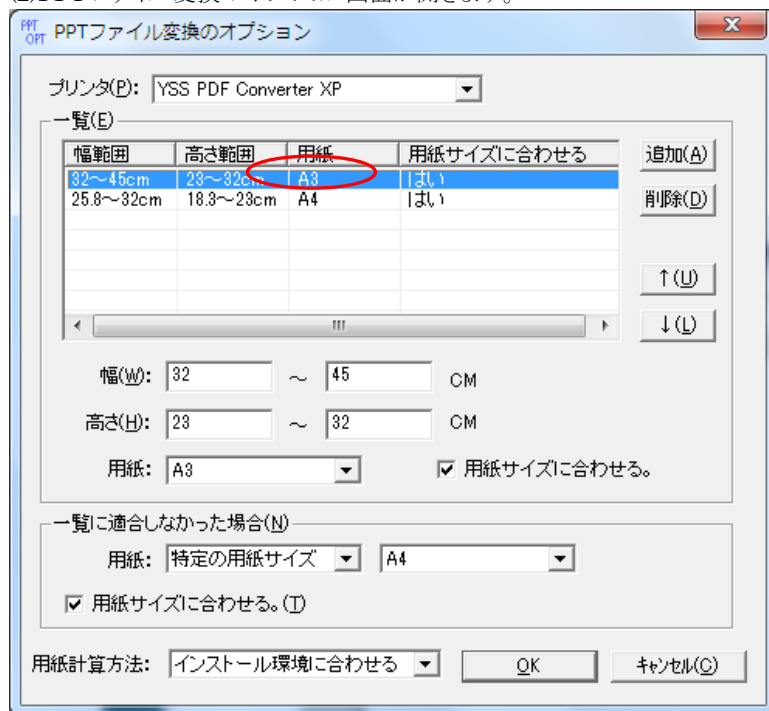 PPT OPT PPTファイル変換のオプション
プリンタ(P): YSS PDF Converter XP
一覧(E)
幅範囲 高さ範囲 用紙 用紙サイズに合わせる 追加(A)
32～45cm 23～32cm A3 はい
25.8～32cm 18.3～23cm A4 はい 削除(D)
↑(U)
↓(L)
幅(W): 32 ～ 45 CM
高さ(H): 23 ～ 32 CM
用紙: A3 用紙サイズに合わせる。
一覧に適合しなかった場合(N)
用紙: 特定の用紙サイズ A4
用紙サイズに合わせる。(T)
用紙計算方法: インストール環境に合わせる OK キャンセル(C)